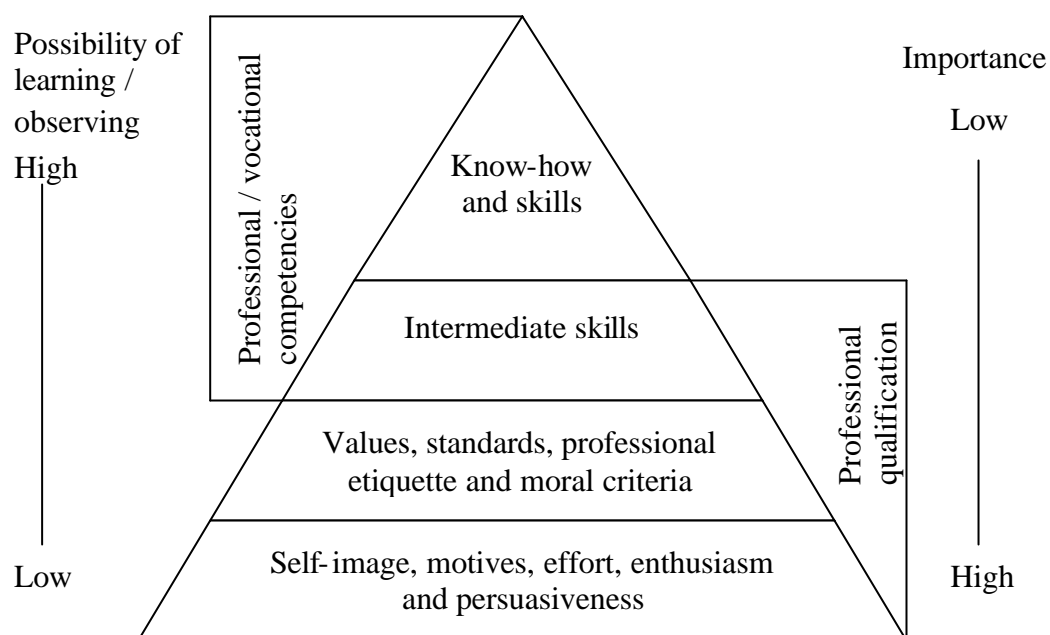 Possibility of
learning /
observing
High
Low
Professional / vocational
competencies
Know-how
and skills
Intermediate skills
Values, standards, professional
etiquette and moral criteria
Self-image, motives, effort, enthusiasm
and persuasiveness
Professional
qualification
Importance
Low
High